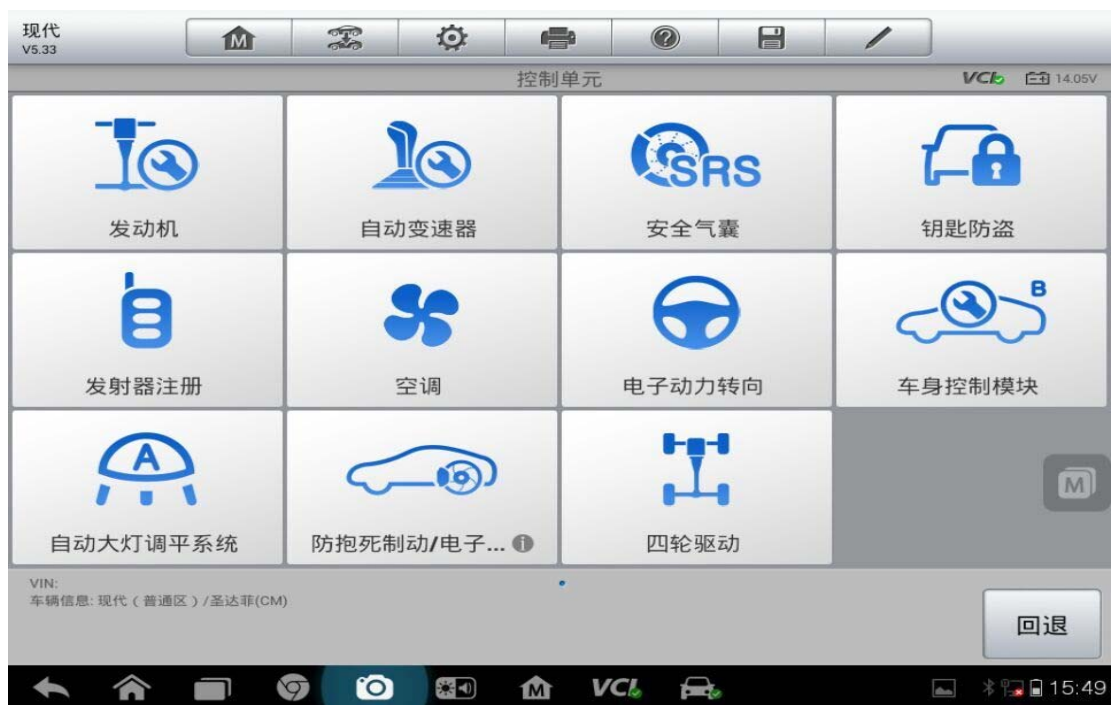 现代
V5.33
M
控制单元
VCI 14.05V
SRS
发动机
自动变速器
安全气囊
钥匙防盗
B
发射器注册
空调
电子动力转向
车身控制模块
A
M
自动大灯调平系统
防抱死制动/电子...
四轮驱动
VIN:
车辆信息: 现代（普通区）/圣达菲(CM)
回退
M
VCI
15:49